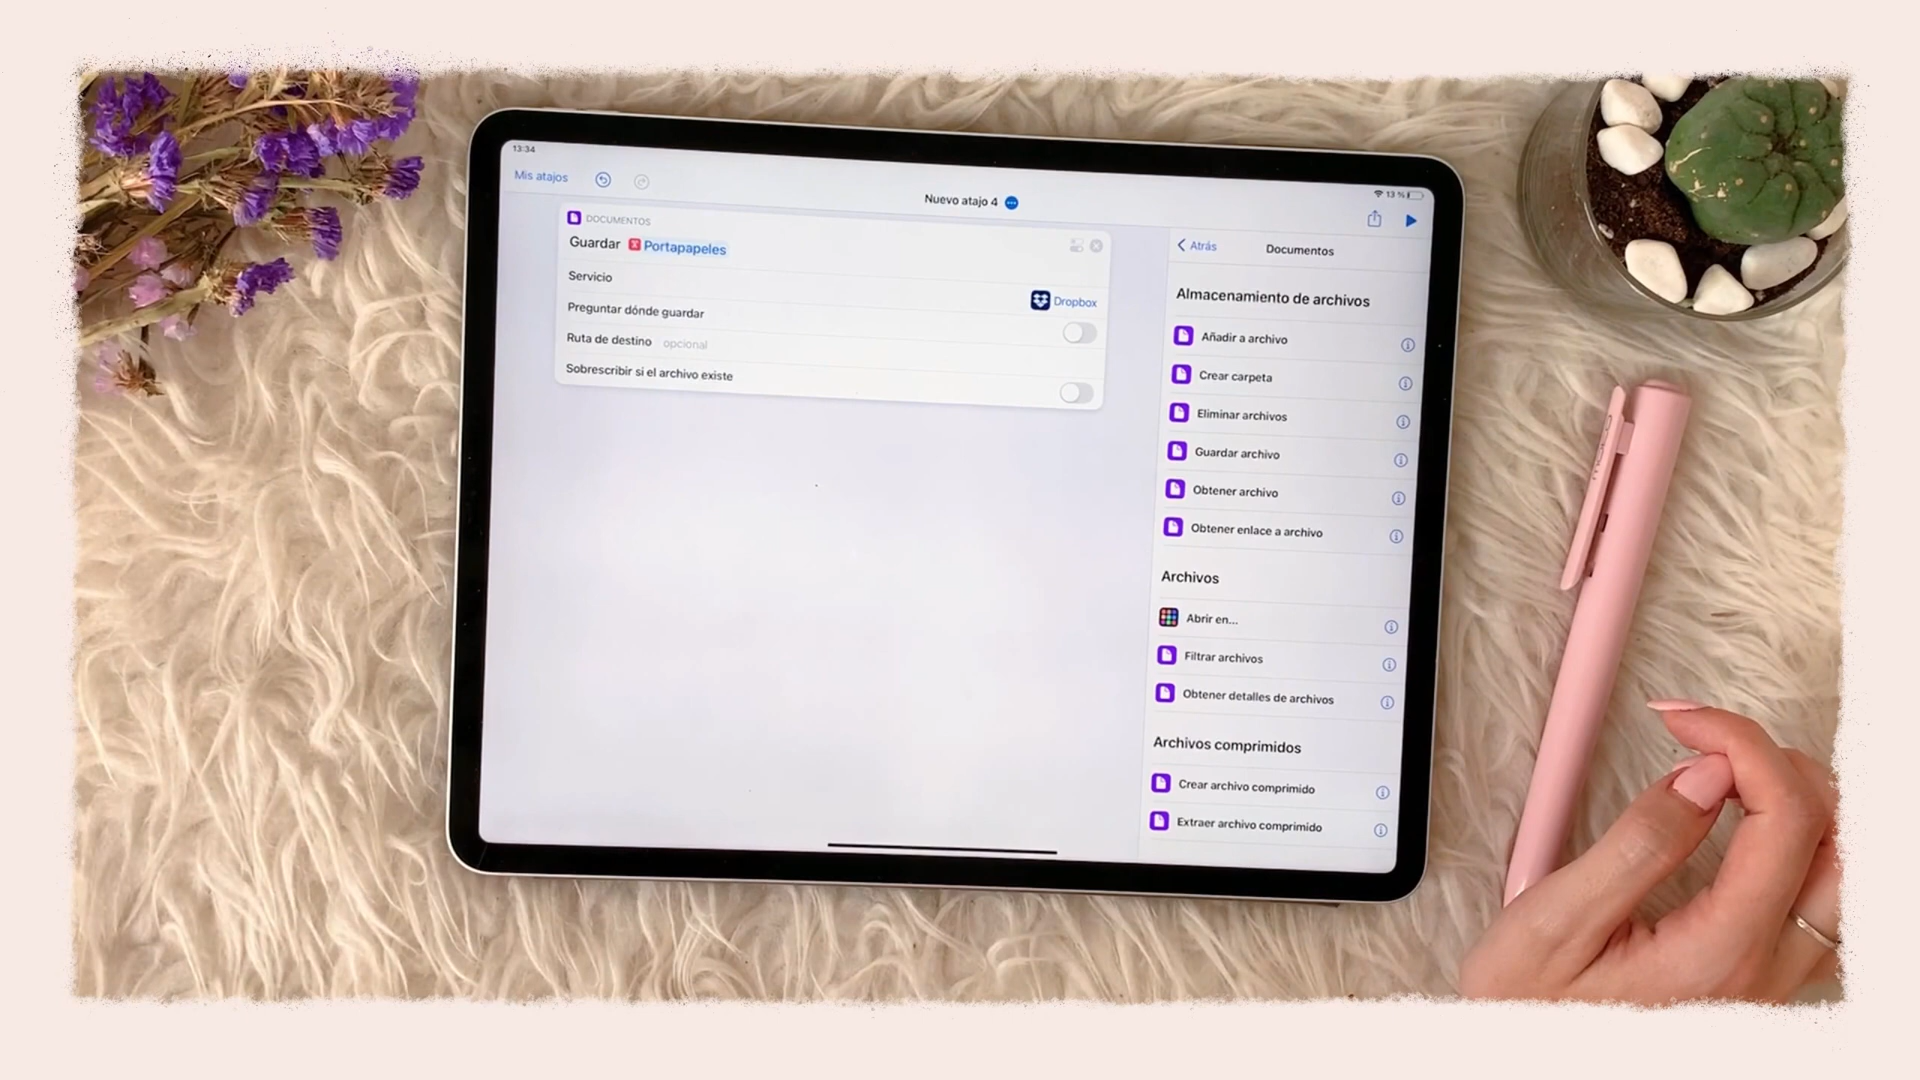 13:34
13 %
Mis atajos
Nuevo atajo 4
DOCUMENTOS
Guardar Portapapeles
Servicio
Dropbox
Preguntar dónde guardar
Ruta de destino opcional
Sobrescribir si el archivo existe
Atrás
Documentos
Almacenamiento de archivos
Añadir a archivo
Crear carpeta
Eliminar archivos
Guardar archivo
Obtener archivo
Obtener enlace a archivo
Archivos
Abrir en...
Filtrar archivos
Obtener detalles de archivos
Archivos comprimidos
Crear archivo comprimido
Extraer archivo comprimido